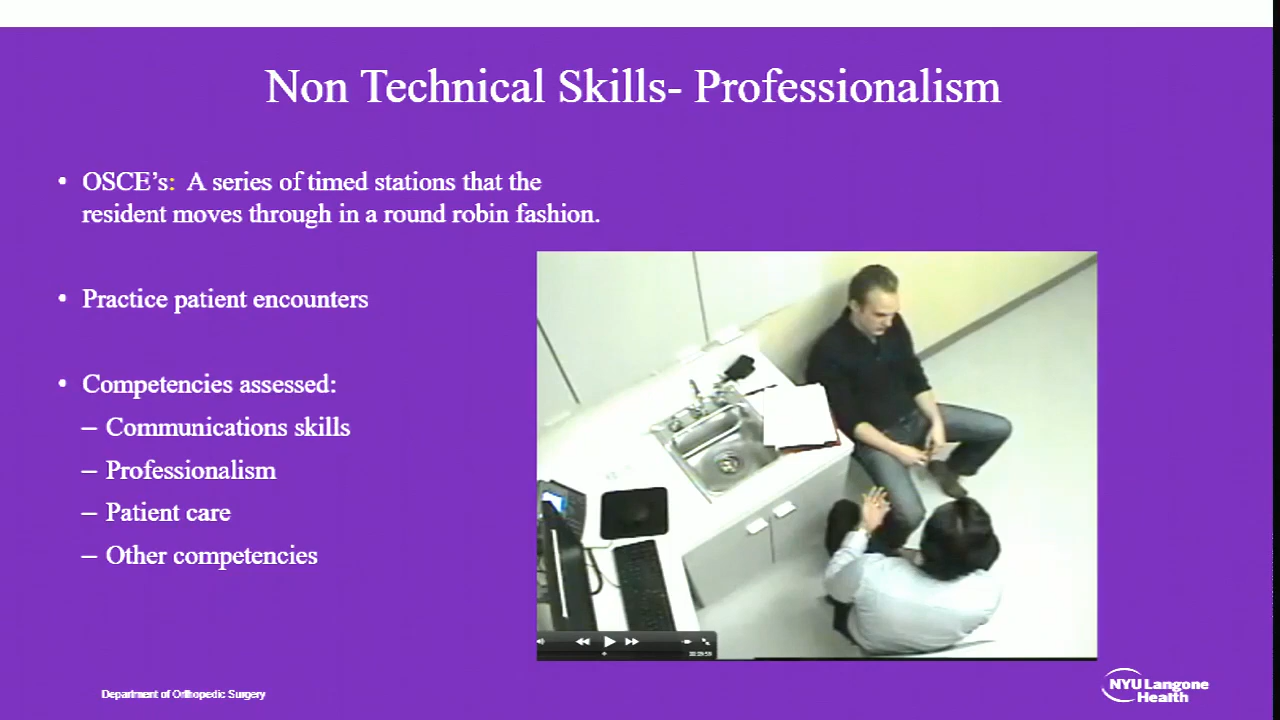 Non Technical Skills- Professionalism
• OSCE’s: A series of timed stations that the
resident moves through in a round robin fashion.
• Practice patient encounters
• Competencies assessed:
– Communications skills
– Professionalism
– Patient care
– Other competencies
Department of Orthopedic Surgery
NYU Langone
Health